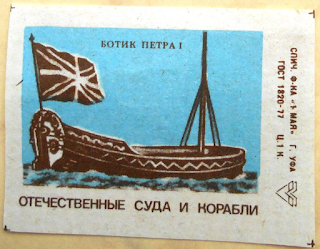 БОТИК ПЕТРА I
ОТЕЧЕСТВЕННЫЕ СУДА И КОРАБЛИ
СПИЧ. Ф-КА «1 МАЯ» Г. УФА
ГОСТ 1820-77 Ц. 1 К.